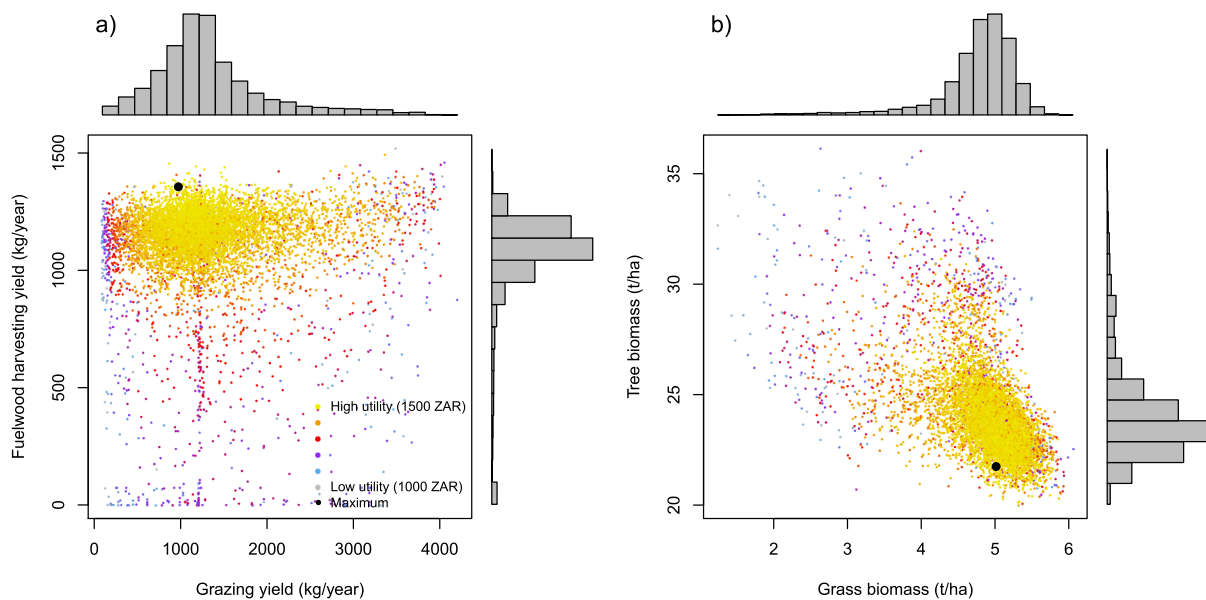 a)
Fuelwood harvesting yield (kg/year)
1500
1000
500
0
High utility (1500 ZAR)
Low utility (1000 ZAR)
Maximum
0 1000 2000 3000 4000
Grazing yield (kg/year)
b)
Tree biomass (t/ha)
35
30
25
20
2 3 4 5 6
Grass biomass (t/ha)